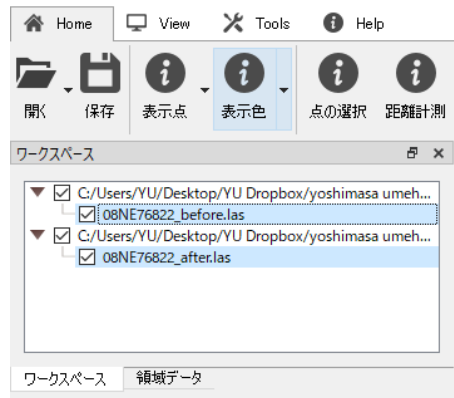 Home View Tools Help
開く 保存 表示点 表示色 点の選択 距離計測
ワークスペース
C:/Users/YU/Desktop/YU Dropbox/yoshimasa umeh...
08NE76822_before.las
C:/Users/YU/Desktop/YU Dropbox/yoshimasa umeh...
08NE76822_after.las
ワークスペース 領域データ